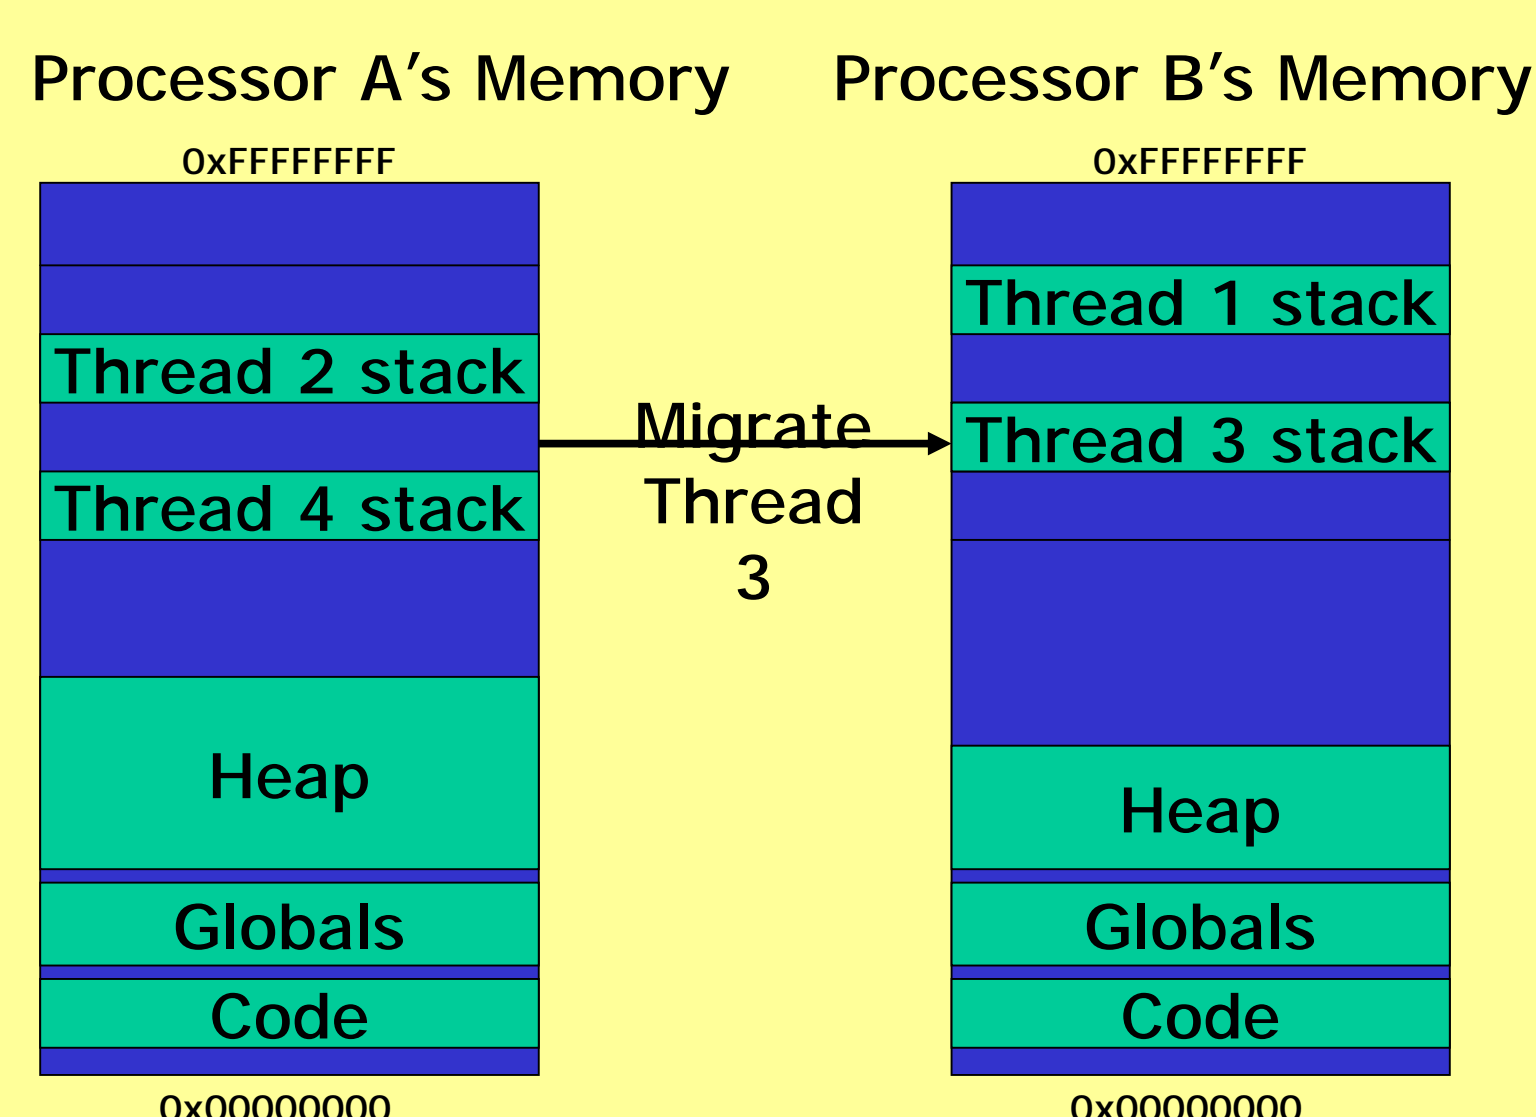 Processor A's Memory
0xFFFFFFFF
Thread 2 stack
Thread 4 stack
Heap
Globals
Code
0x00000000
Migrate
Thread
3
Processor B's Memory
0xFFFFFFFF
Thread 1 stack
Thread 3 stack
Heap
Globals
Code
0x00000000